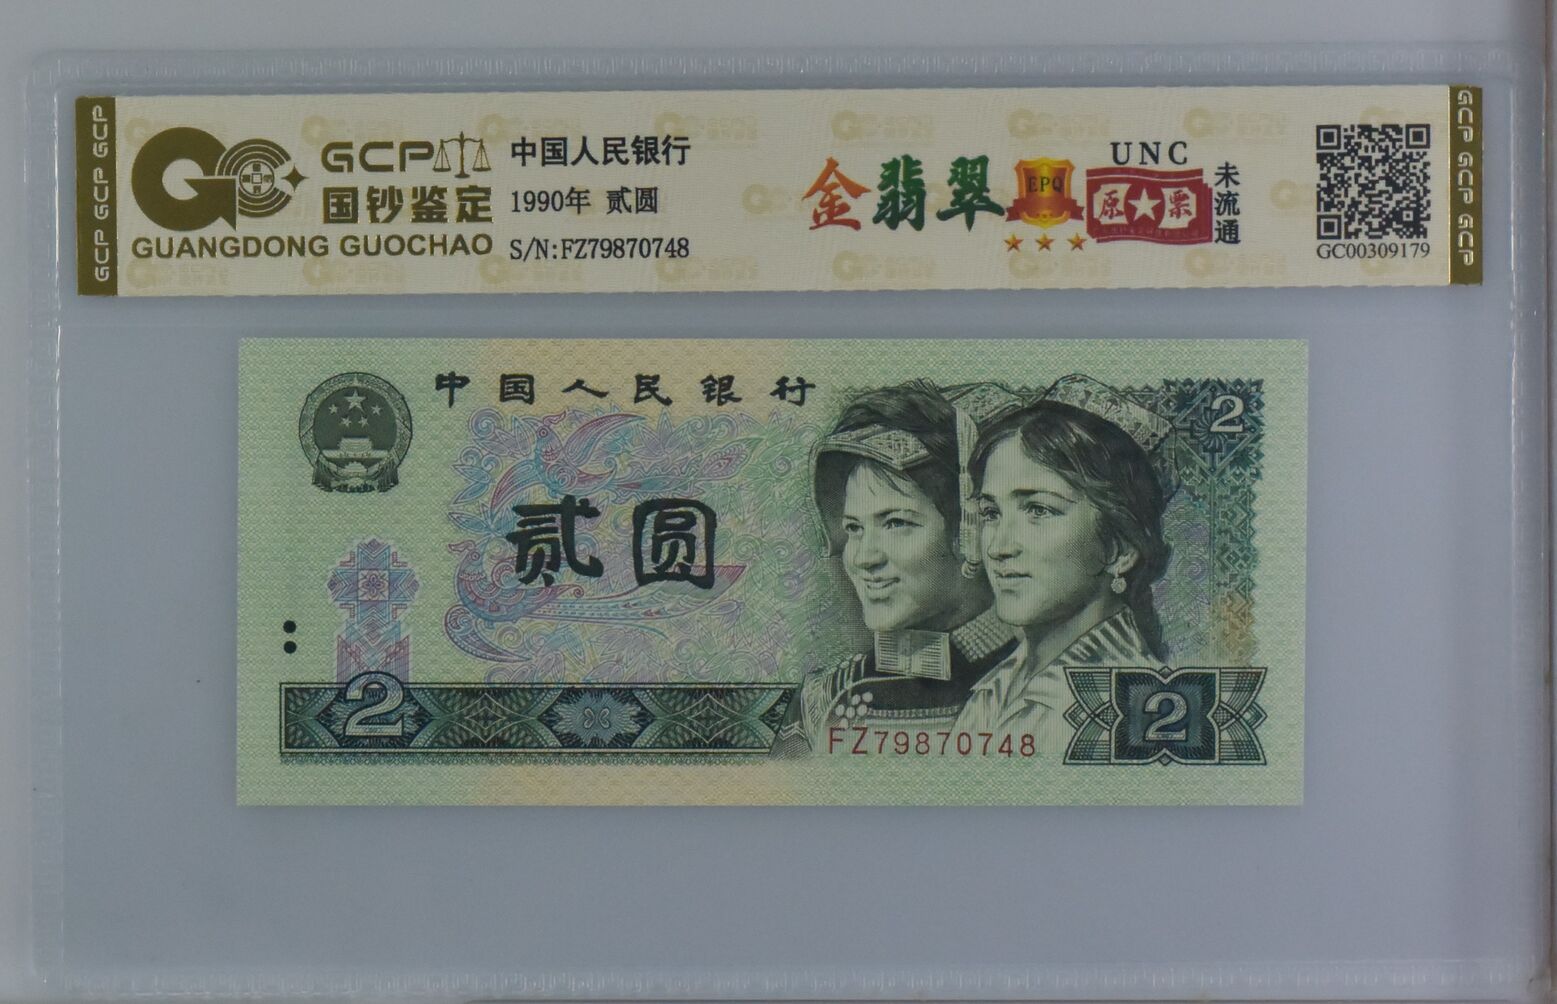 GCP GCP GCP
GCP
国钞鉴定
GUANGDONG GUOCHAO
中国人民银行
1990年 贰圆
S/N:FZ79870748
金翡翠
EPQ
UNC
原★票
未流通
GC00309179
GCP GCP GCP
中国人民银行
2
贰圆
2
FZ79870748
2